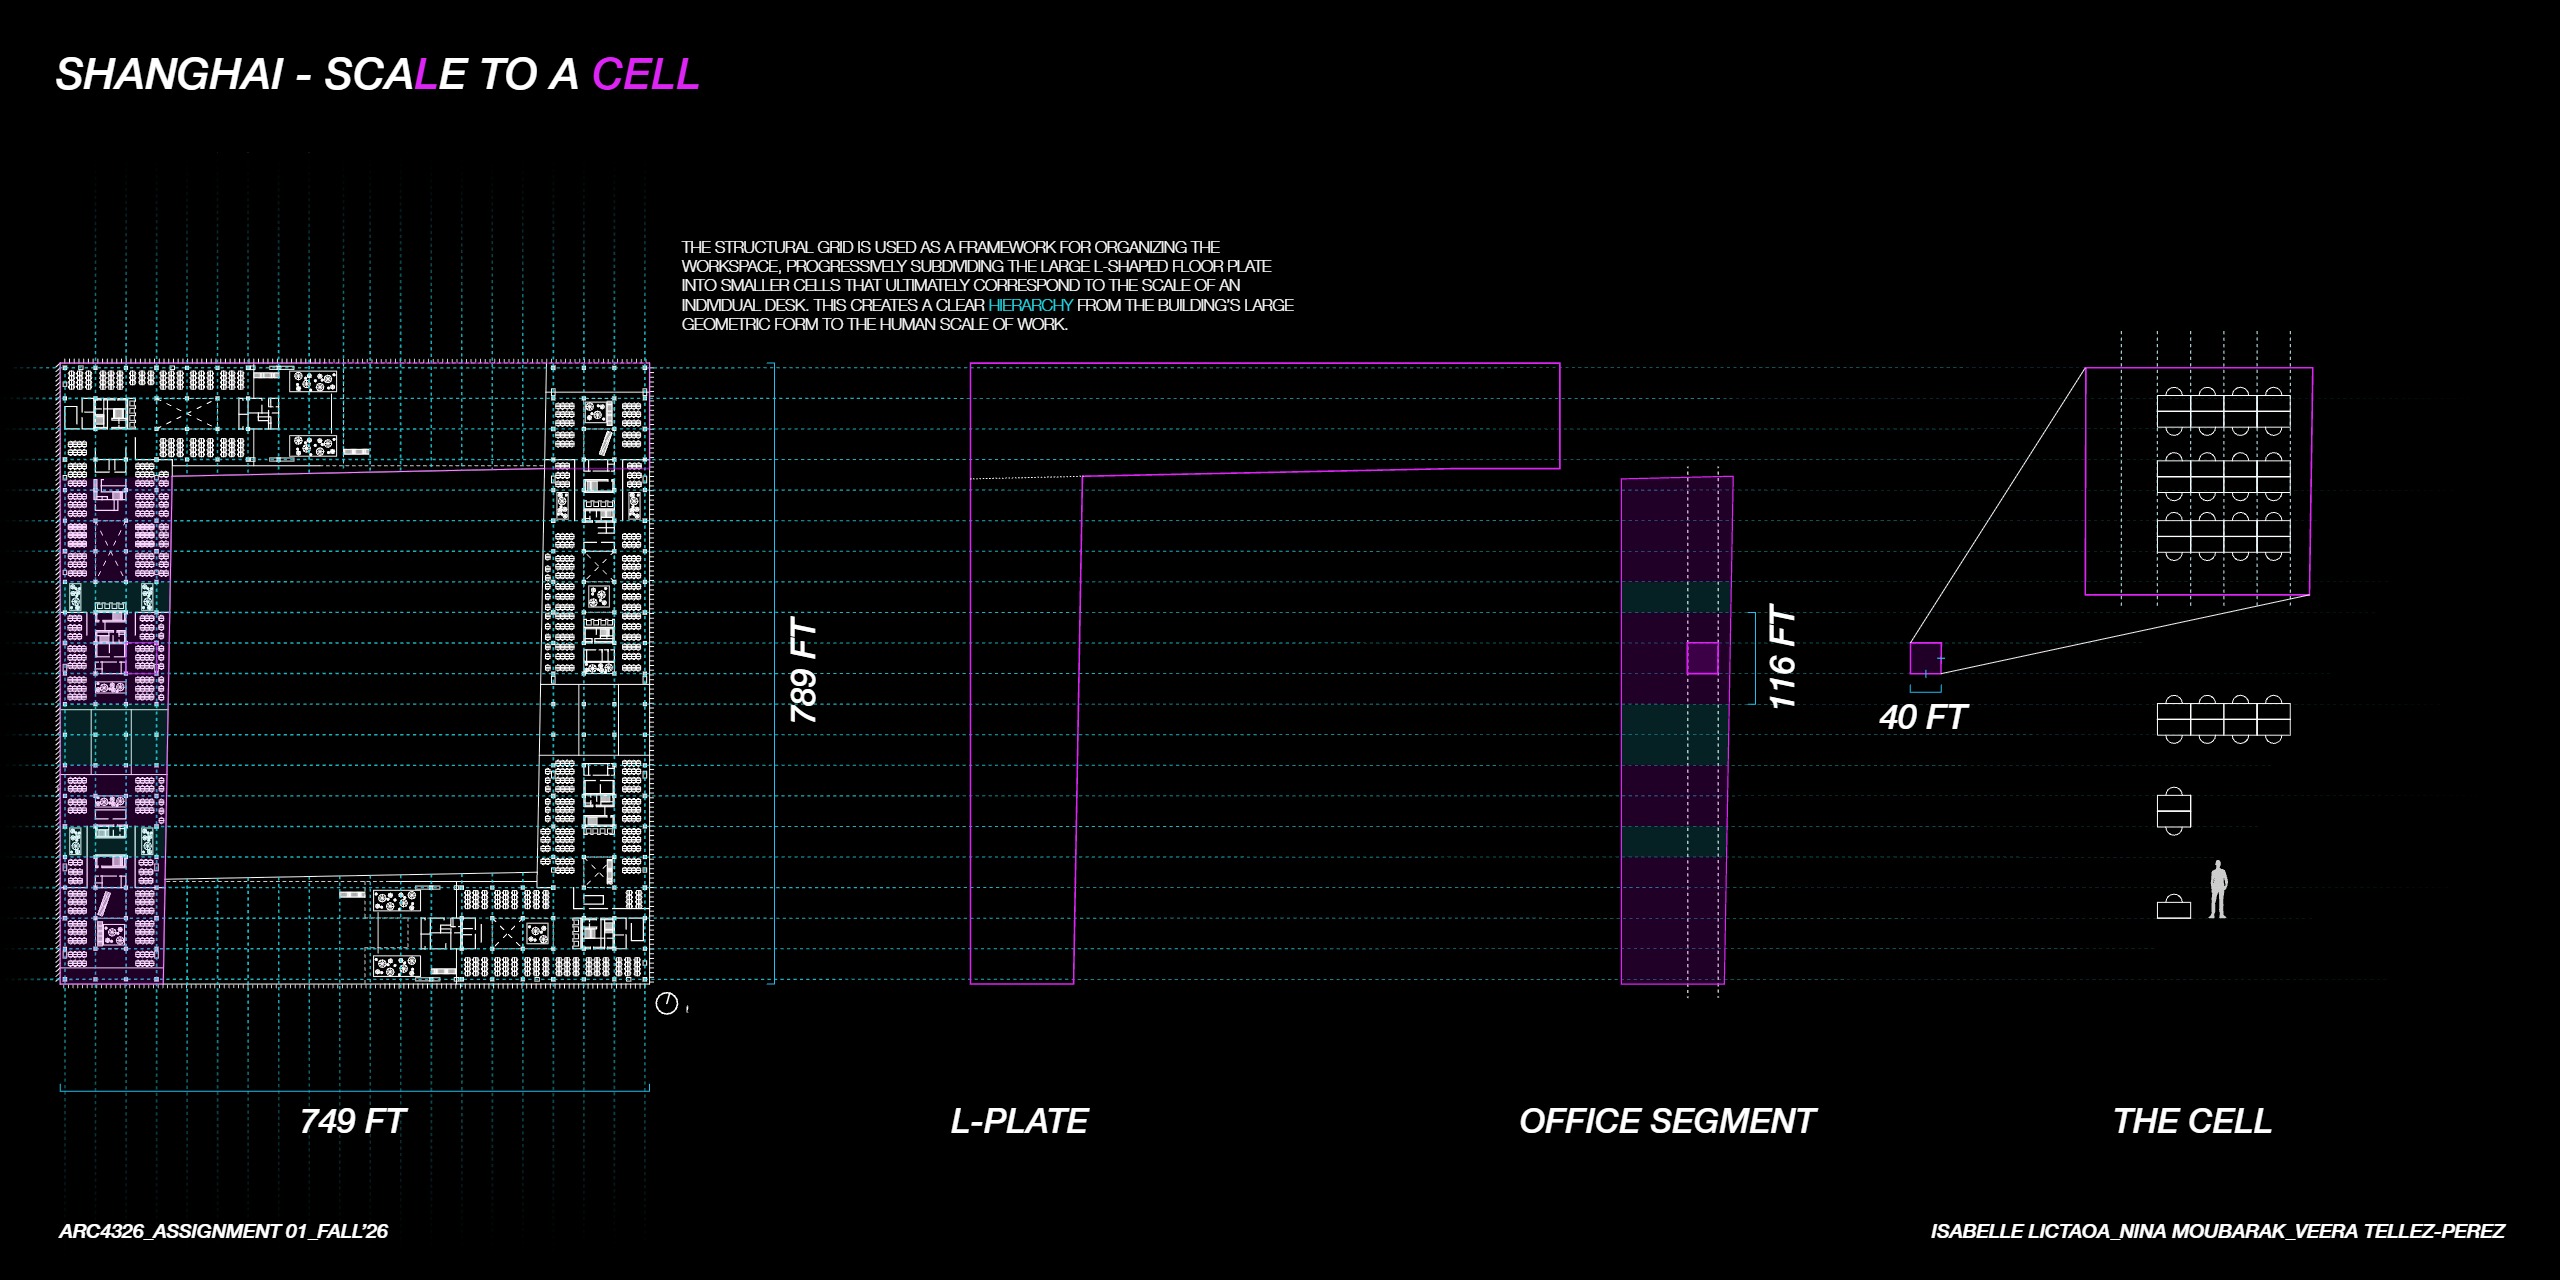 SHANGHAI - SCALE TO A CELL
THE STRUCTURAL GRID IS USED AS A FRAMEWORK FOR ORGANIZING THE
WORKSPACE, PROGRESSIVELY SUBDIVIDING THE LARGE L-SHAPED FLOOR PLATE
INTO SMALLER CELLS THAT ULTIMATELY CORRESPOND TO THE SCALE OF AN
INDIVIDUAL DESK. THIS CREATES A CLEAR HIERARCHY FROM THE BUILDING'S LARGE
GEOMETRIC FORM TO THE HUMAN SCALE OF WORK.
789 FT
116 FT
40 FT
749 FT
L-PLATE
OFFICE SEGMENT
THE CELL
ARC4326_ASSIGNMENT 01_FALL'26
ISABELLE LICTAOA_NINA MOUBARAK_VEERA TELLEZ-PEREZ